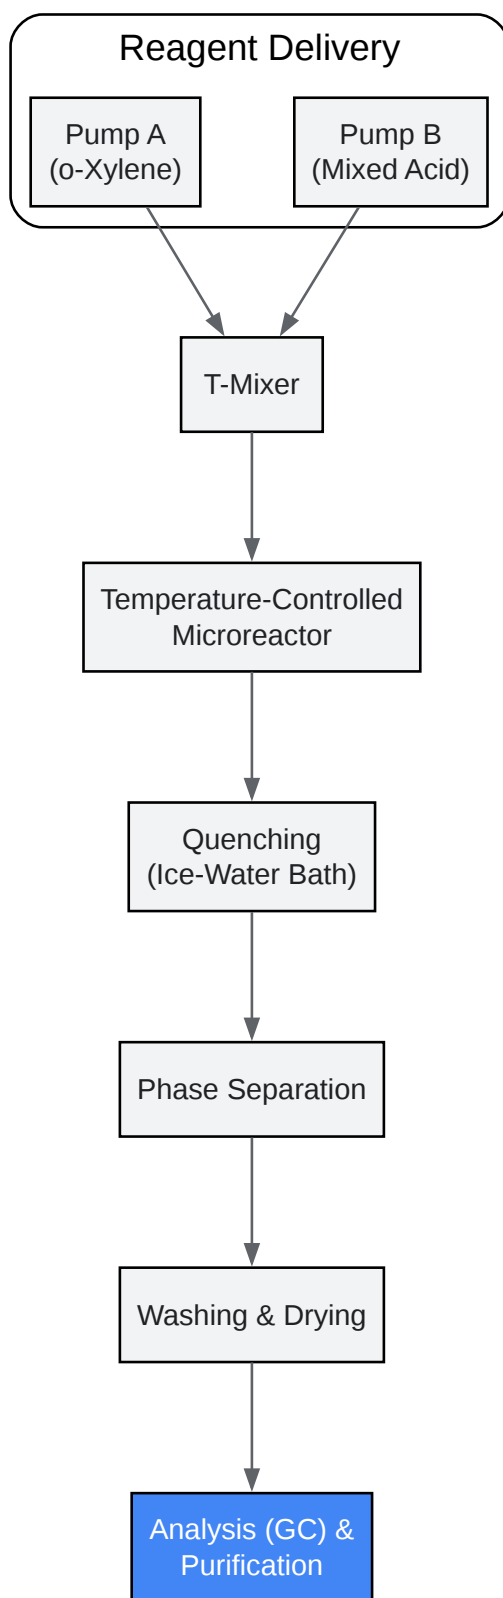 Reagent Delivery
Pump A
(o-Xylene)
Pump B
(Mixed Acid)
T-Mixer
Temperature-Controlled
Microreactor
Quenching
(Ice-Water Bath)
Phase Separation
Washing & Drying
Analysis (GC) &
Purification